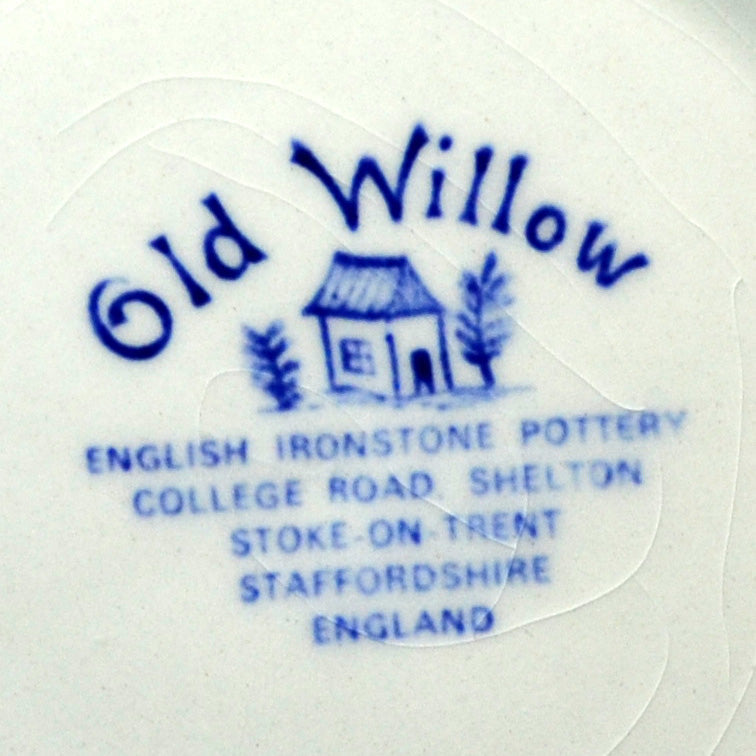 Old Willow
ENGLISH IRONSTONE POTTERY
COLLEGE ROAD, SHELTON
STOKE-ON-TRENT
STAFFORDSHIRE
ENGLAND